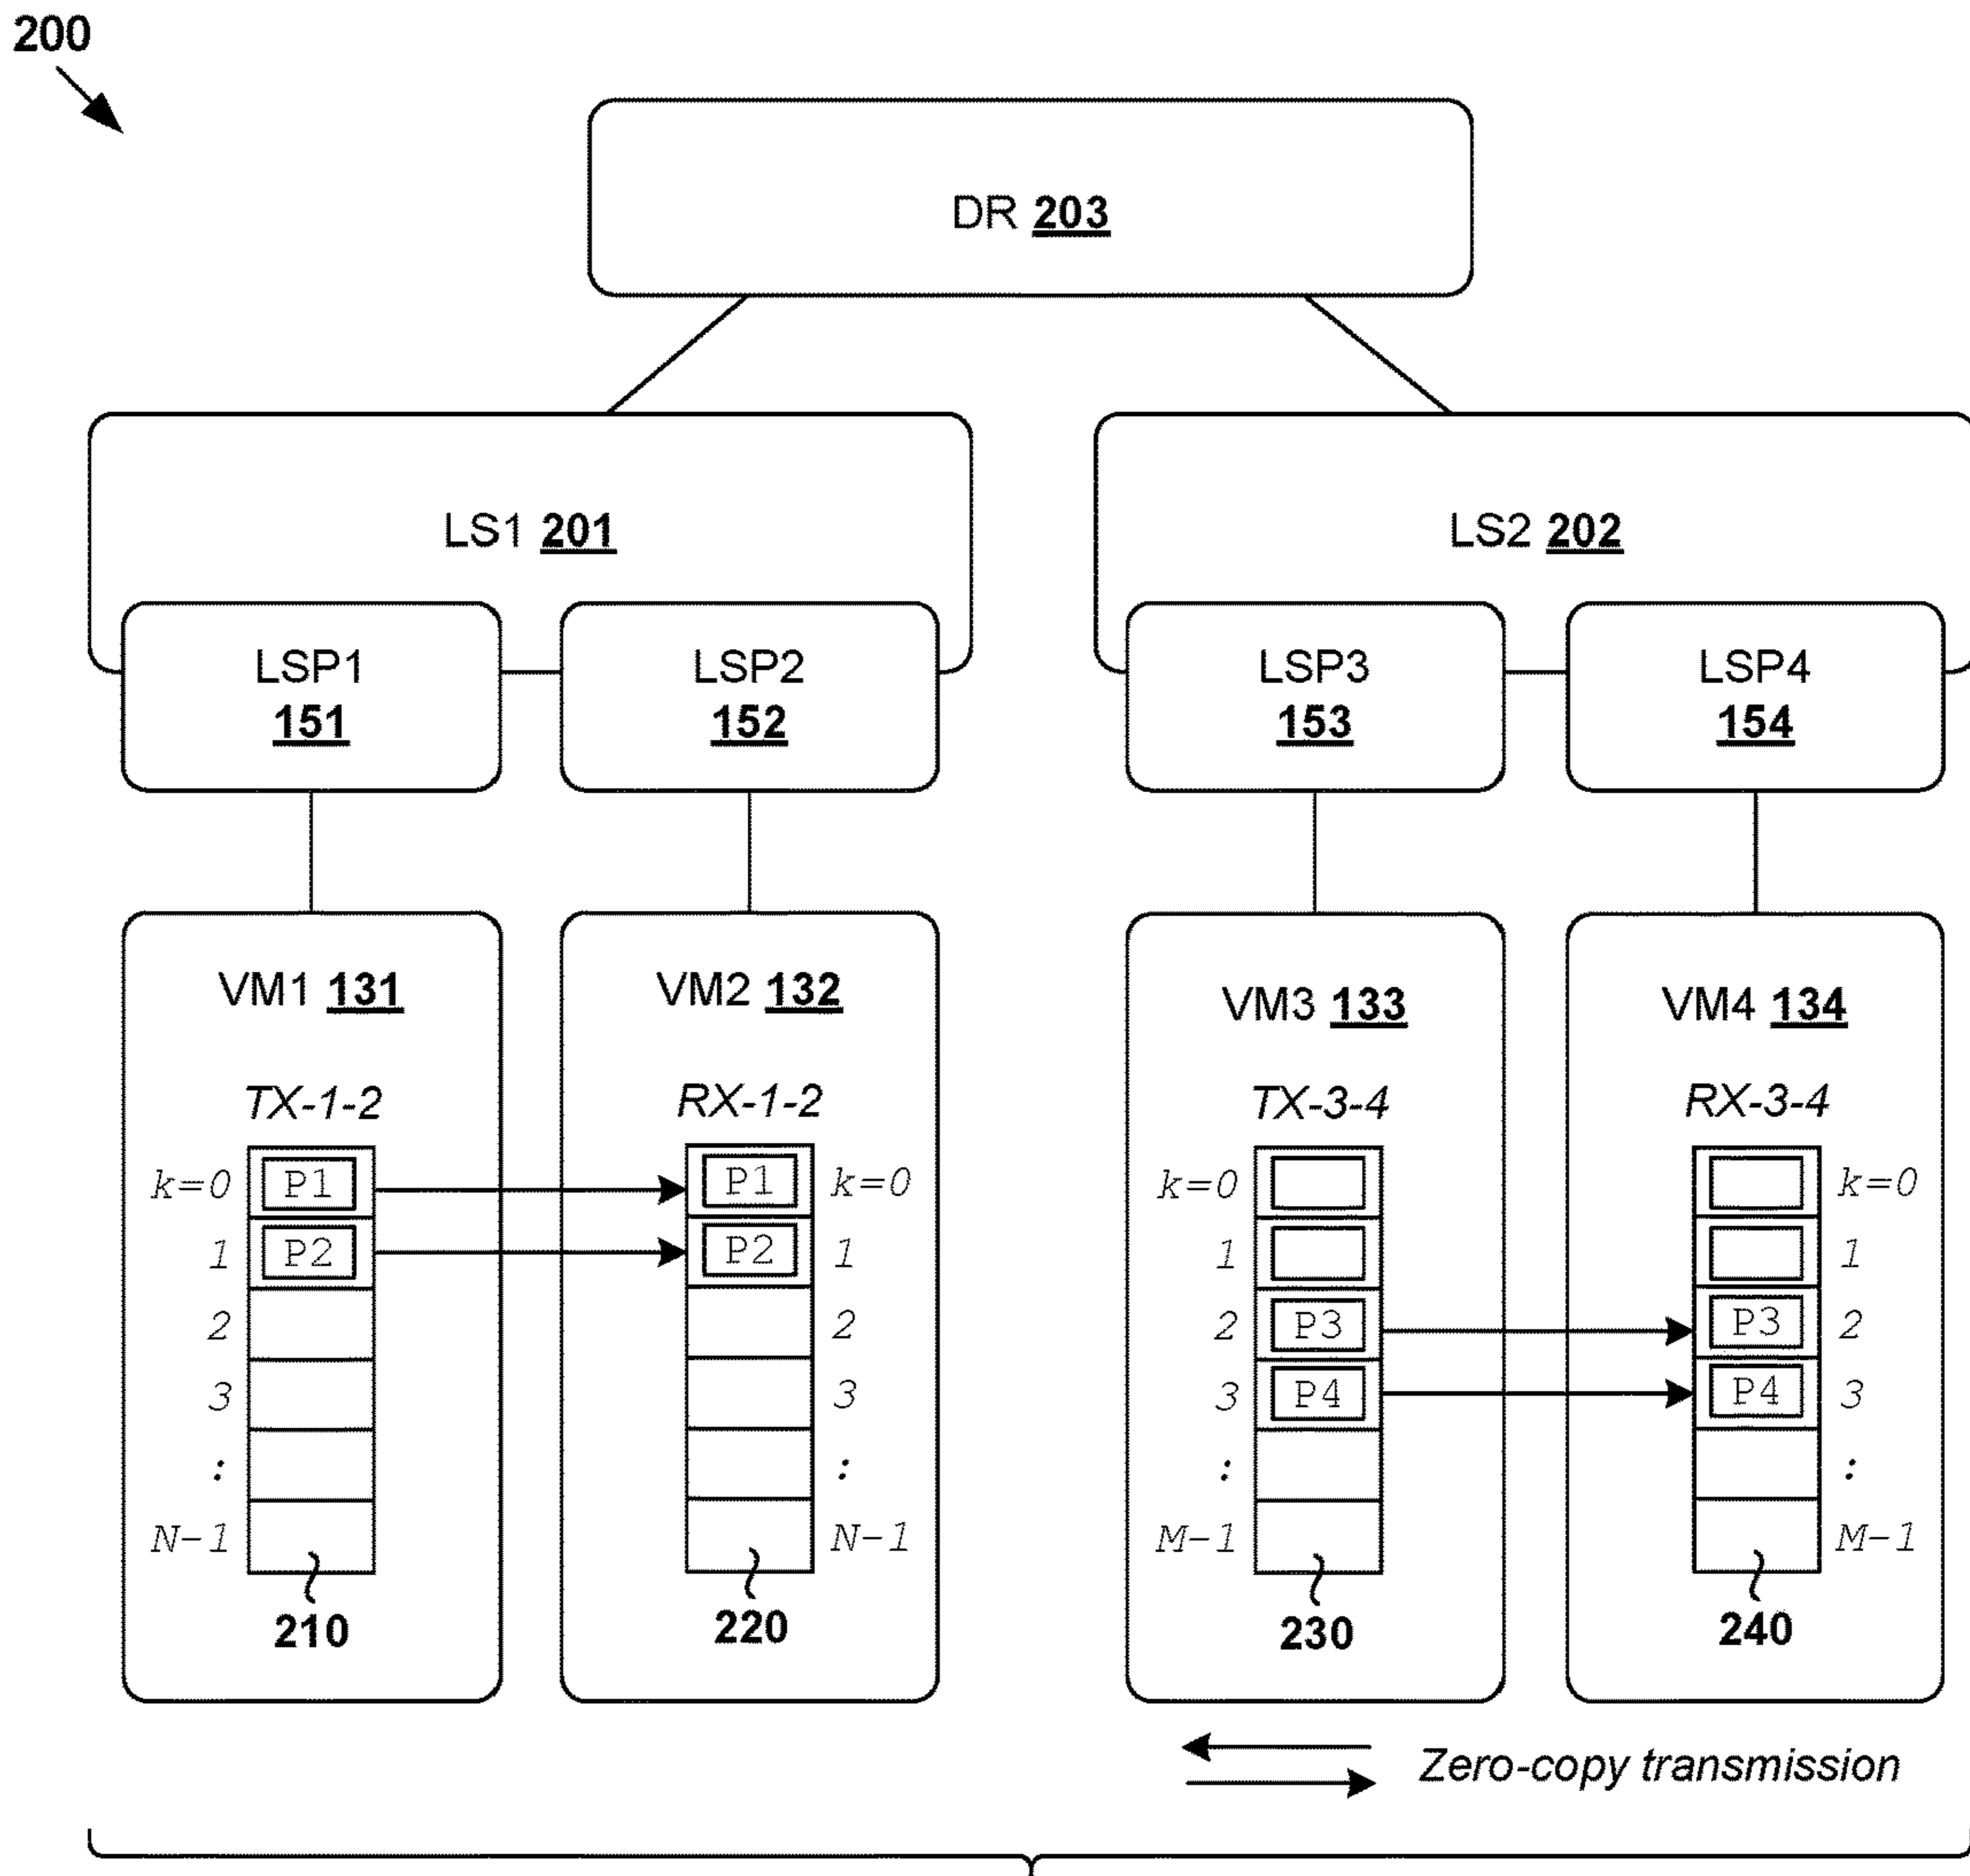 200
DR 203
LS1 201
LS2 202
LSP1
151
LSP2
152
LSP3
153
LSP4
154
VM1 131
VM2 132
VM3 133
VM4 134
TX-1-2
RX-1-2
TX-3-4
RX-3-4
k=0 P1 P1 k=0
1 P2 P2 1
2 2
3 3
: :
N-1 N-1
210 220
k=0 k=0
1 1
2 P3 P3 2
3 P4 P4 3
: :
M-1 M-1
230 240
Zero-copy transmission